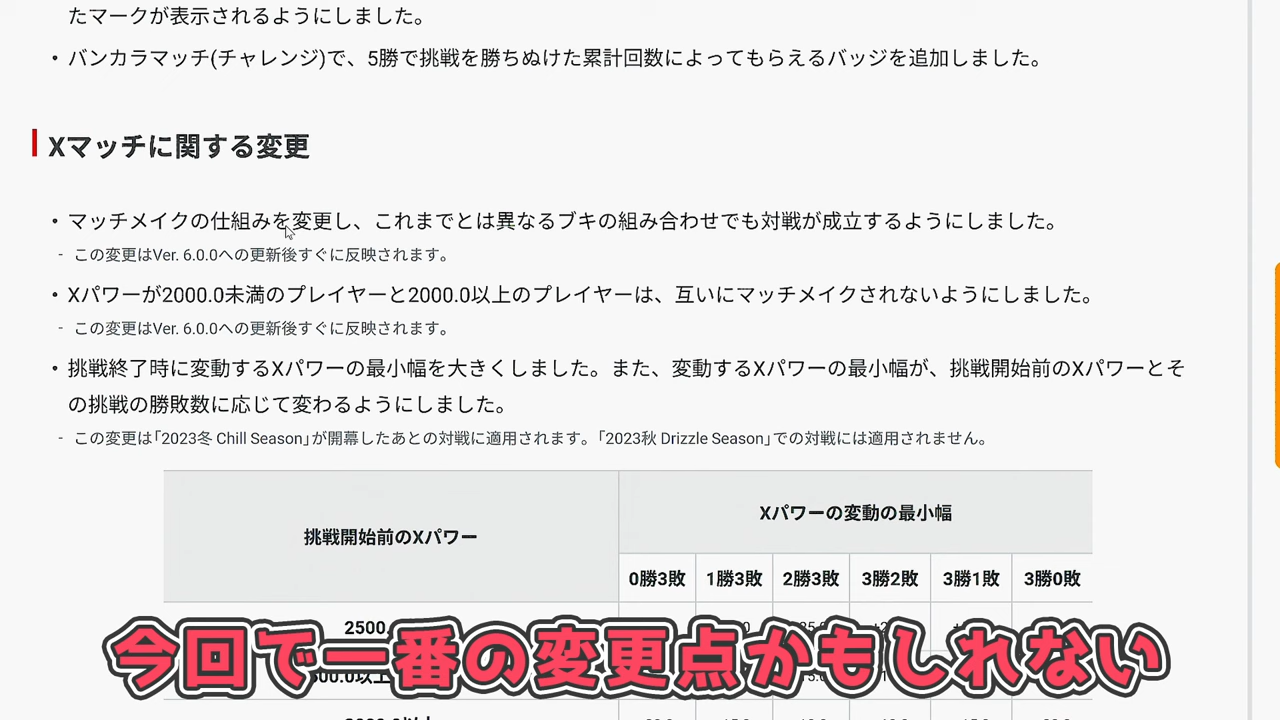 たマークが表示されるようにしました。
・バンカラマッチ(チャレンジ)で、5勝で挑戦を勝ちぬけた累計回数によってもらえるバッジを追加しました。
Xマッチに関する変更
・マッチメイクの仕組みを変更し、これまでとは異なるブキの組み合わせでも対戦が成立するようにしました。
- この変更はVer. 6.0.0への更新後すぐに反映されます。
・Xパワーが2000.0未満のプレイヤーと2000.0以上のプレイヤーは、互いにマッチメイクされないようにしました。
- この変更はVer. 6.0.0への更新後すぐに反映されます。
・挑戦終了時に変動するXパワーの最小幅を大きくしました。また、変動するXパワーの最小幅が、挑戦開始前のXパワーとそ
の挑戦の勝敗数に応じて変わるようにしました。
- この変更は「2023冬 Chill Season」が開幕したあとの対戦に適用されます。「2023秋 Drizzle Season」での対戦には適用されません。
挑戦開始前のXパワー
Xパワーの変動の最小幅
0勝3敗 1勝3敗 2勝3敗 3勝2敗 3勝1敗 3勝0敗
今回で一番の変更点かもしれない